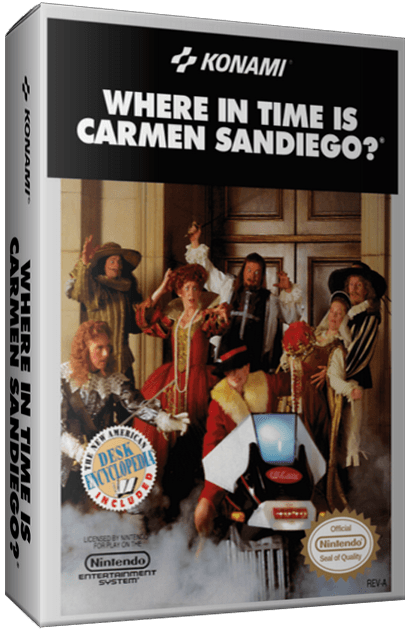 KONAMI®
WHERE IN TIME IS
CARMEN SANDIEGO?®
KONAMI®
WHERE IN TIME IS
CARMEN SANDIEGO?®
THE NEW AMERICAN
DESK
ENCYCLOPEDIA
INCLUDED
LICENSED BY NINTENDO
FOR PLAY ON THE
Nintendo
ENTERTAINMENT
SYSTEM®
Official
Nintendo
Seal of Quality
REV-A